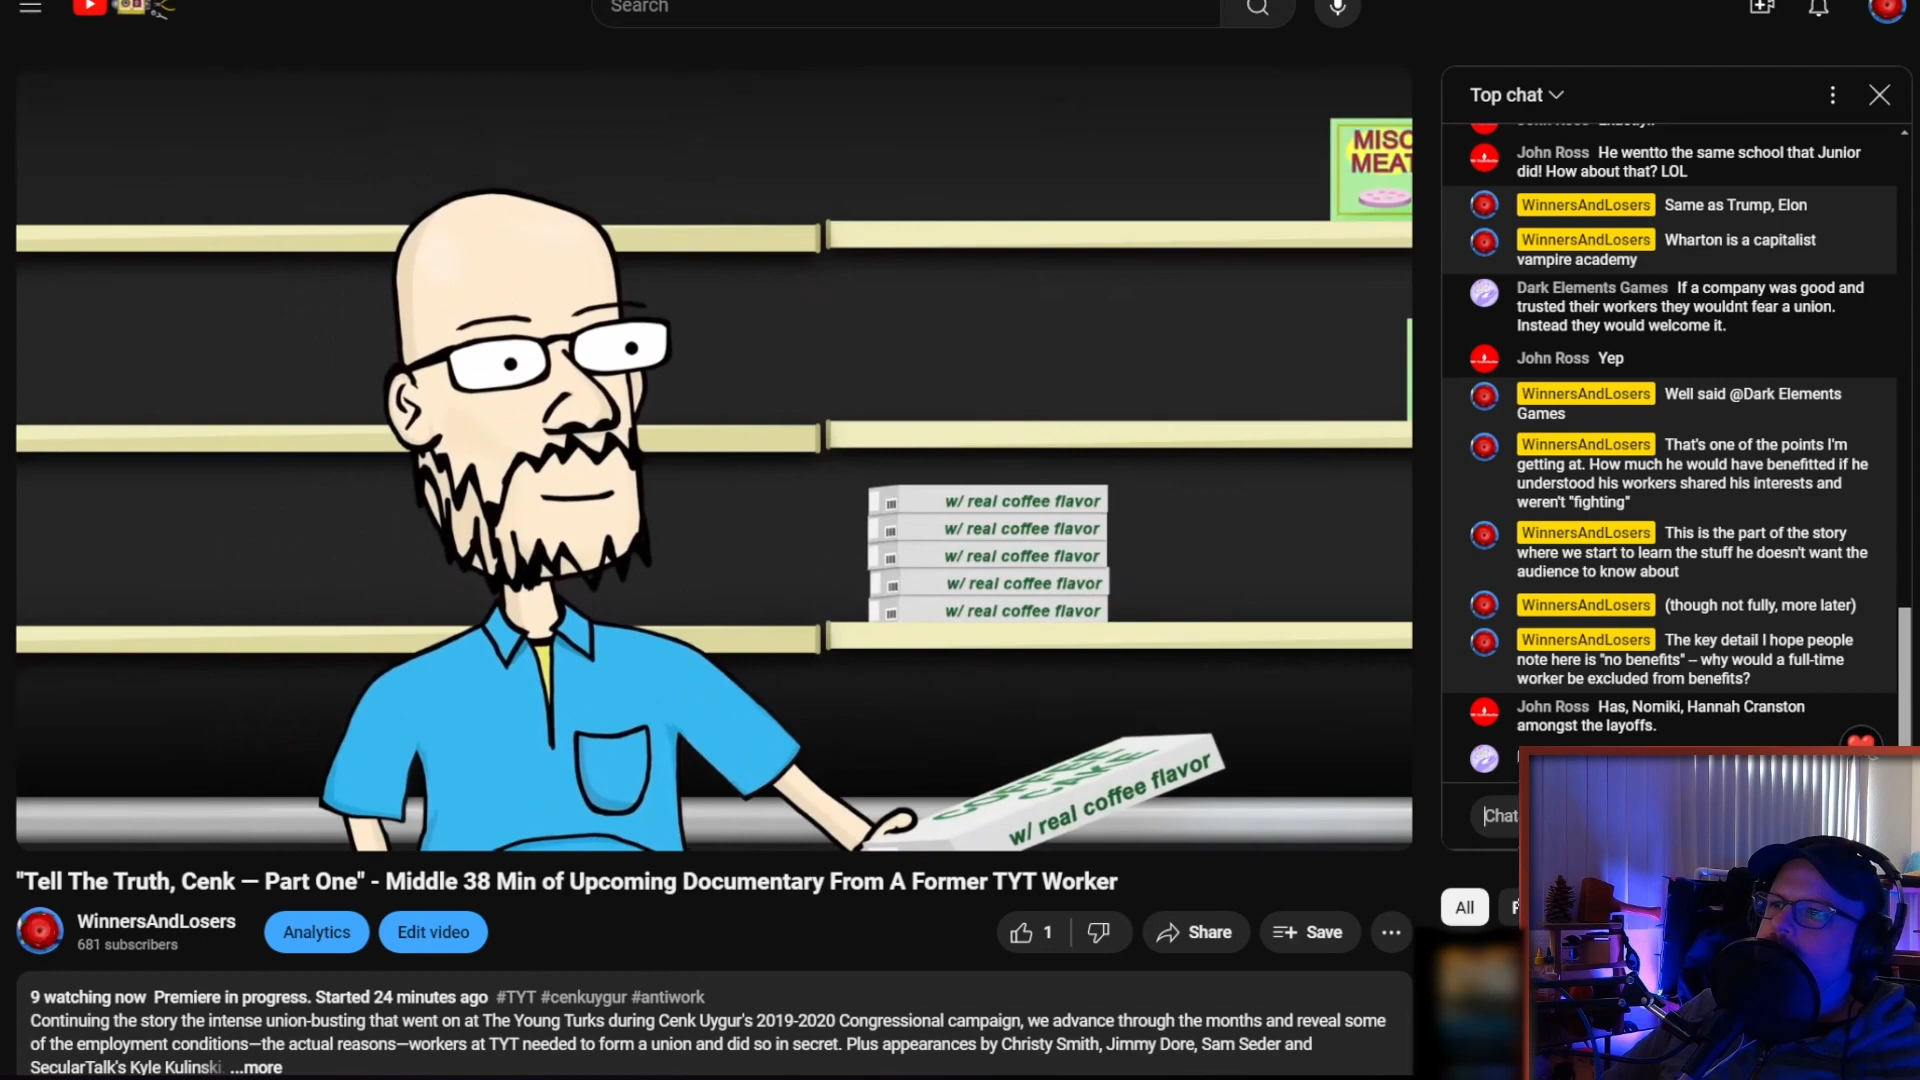 Search
MISC
MEAT
w/ real coffee flavor
w/ real coffee flavor
w/ real coffee flavor
w/ real coffee flavor
w/ real coffee flavor
COFFEE
CAKE
w/ real coffee flavor
"Tell The Truth, Cenk — Part One" - Middle 38 Min of Upcoming Documentary From A Former TYT Worker
WinnersAndLosers
681 subscribers
Analytics
Edit video
1
Share
Save
9 watching now Premiere in progress. Started 24 minutes ago #TYT #cenkuygur #antiwork
Continuing the story the intense union-busting that went on at The Young Turks during Cenk Uygur's 2019-2020 Congressional campaign, we advance through the months and reveal some
of the employment conditions—the actual reasons—workers at TYT needed to form a union and did so in secret. Plus appearances by Christy Smith, Jimmy Dore, Sam Seder and
SecularTalk's Kyle Kulinski. ...more
Top chat
John Ross He wentto the same school that Junior
did! How about that? LOL
WinnersAndLosers Same as Trump, Elon
WinnersAndLosers Wharton is a capitalist
vampire academy
Dark Elements Games If a company was good and
trusted their workers they wouldnt fear a union.
Instead they would welcome it.
John Ross Yep
WinnersAndLosers Well said @Dark Elements
Games
WinnersAndLosers That's one of the points I'm
getting at. How much he would have benefitted if he
understood his workers shared his interests and
weren't "fighting"
WinnersAndLosers This is the part of the story
where we start to learn the stuff he doesn't want the
audience to know about
WinnersAndLosers (though not fully, more later)
WinnersAndLosers The key detail I hope people
note here is "no benefits" – why would a full-time
worker be excluded from benefits?
John Ross Has, Nomiki, Hannah Cranston
amongst the layoffs.
Chat
All